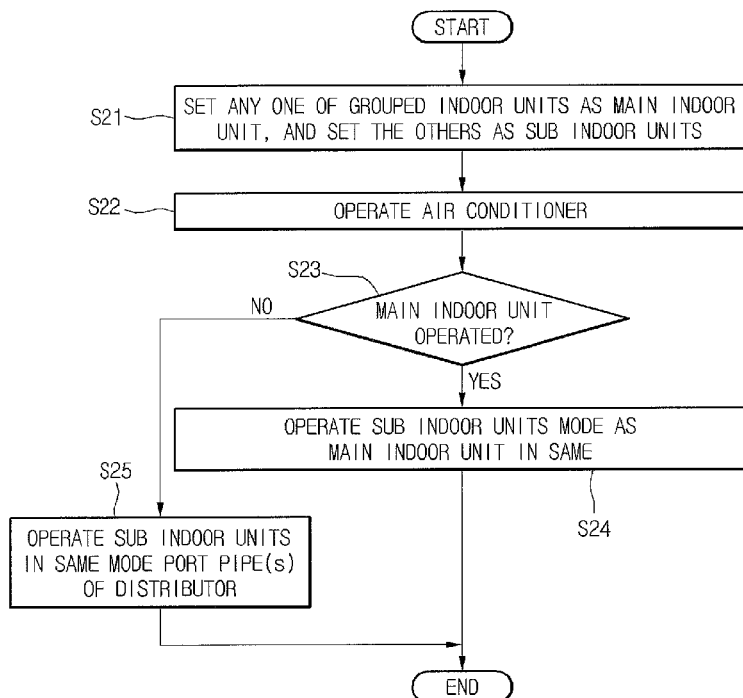 START
S21
SET ANY ONE OF GROUPED INDOOR UNITS AS MAIN INDOOR
UNIT, AND SET THE OTHERS AS SUB INDOOR UNITS
S22
OPERATE AIR CONDITIONER
S23
MAIN INDOOR UNIT
OPERATED?
NO
YES
OPERATE SUB INDOOR UNITS MODE AS
MAIN INDOOR UNIT IN SAME
S24
S25
OPERATE SUB INDOOR UNITS
IN SAME MODE PORT PIPE(s)
OF DISTRIBUTOR
END